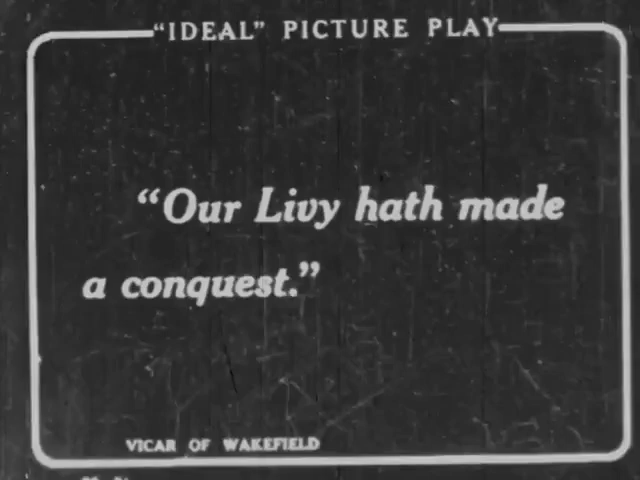 "IDEAL" PICTURE PLAY
"Our Livy hath made
a conquest."
VICAR OF WAKEFIELD